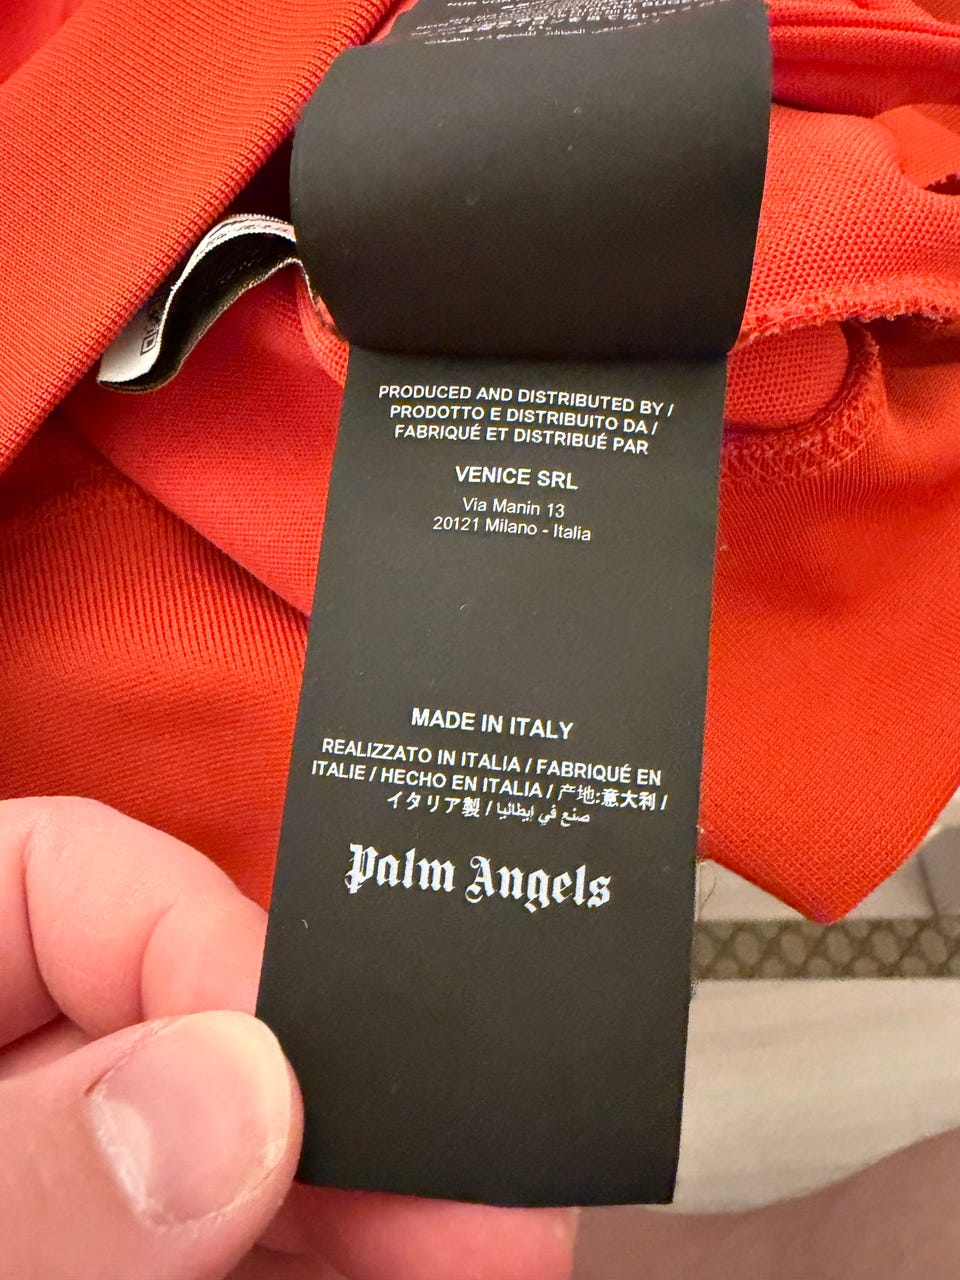 PRODUCED AND DISTRIBUTED BY /
PRODOTTO E DISTRIBUITO DA /
FABRIQUÉ ET DISTRIBUÉ PAR
VENICE SRL
Via Manin 13
20121 Milano - Italia
MADE IN ITALY
REALIZZATO IN ITALIA / FABRIQUÉ EN
ITALIE / HECHO EN ITALIA / 产地:意大利 /
イタリア製 / صنع في إيطاليا
Palm Angels